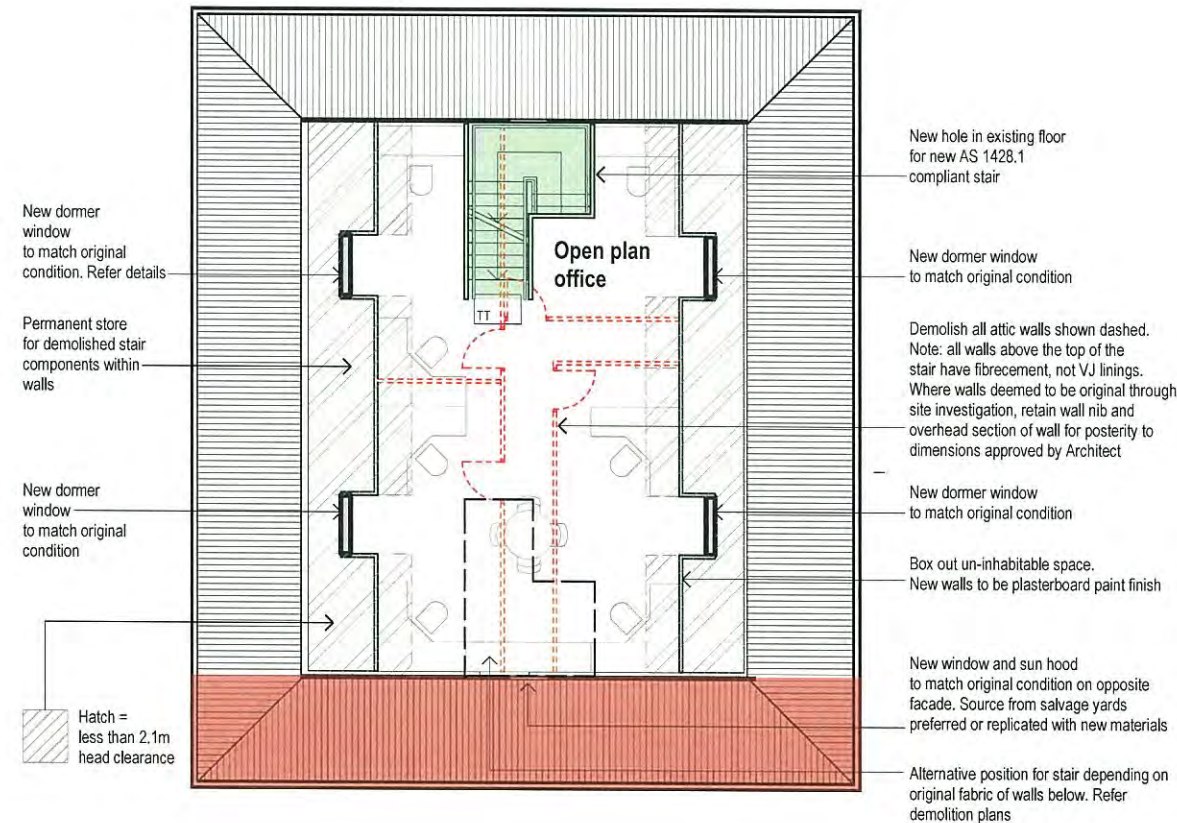 New dormer
window
to match original
condition. Refer details
Permanent store
for demolished stair
components within
walls
New dormer
window
to match original
condition
Hatch =
less than 2.1m
head clearance
Open plan
office
TT
New hole in existing floor
for new AS 1428.1
compliant stair
New dormer window
to match original condition
Demolish all attic walls shown dashed.
Note: all walls above the top of the
stair have fibrecement, not VJ linings.
Where walls deemed to be original through
site investigation, retain wall nib and
overhead section of wall for posterity to
dimensions approved by Architect
New dormer window
to match original condition
Box out un-inhabitable space.
New walls to be plasterboard paint finish
New window and sun hood
to match original condition on opposite
facade. Source from salvage yards
preferred or replicated with new materials
Alternative position for stair depending on
original fabric of walls below. Refer
demolition plans